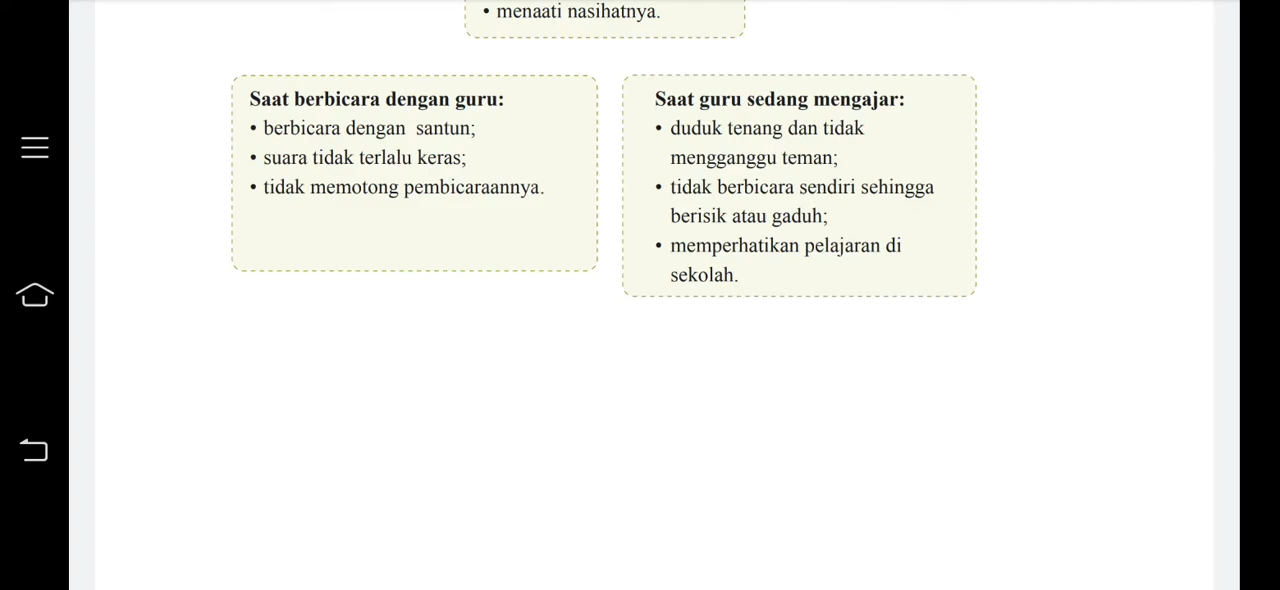 • menaati nasihatnya.
Saat berbicara dengan guru:
• berbicara dengan santun;
• suara tidak terlalu keras;
• tidak memotong pembicaraannya.
Saat guru sedang mengajar:
• duduk tenang dan tidak
mengganggu teman;
• tidak berbicara sendiri sehingga
berisik atau gaduh;
• memperhatikan pelajaran di
sekolah.